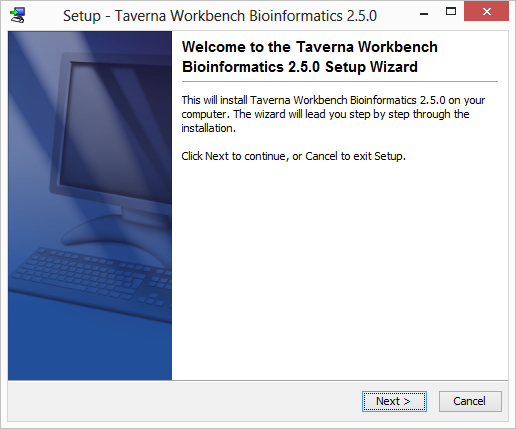 Setup - Taverna Workbench Bioinformatics 2.5.0
Welcome to the Taverna Workbench
Bioinformatics 2.5.0 Setup Wizard
This will install Taverna Workbench Bioinformatics 2.5.0 on your
computer. The wizard will lead you step by step through the
installation.
Click Next to continue, or Cancel to exit Setup.
Next >
Cancel